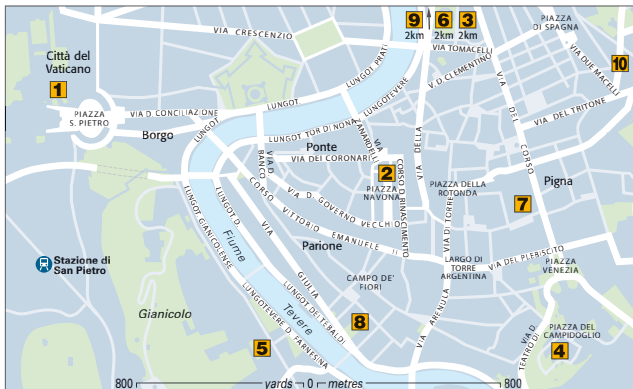 9
6
3
2km
2km
2km
PIAZZA
DI SPAGNA
VIA CRESCENZIO
VIA TOMACELLI
LUNGOT PRATI
V. D. CLEMENTINO
VIA DUE MACELLI
10
Città del
Vaticano
1
VIA DEL CORSO
VIA DEL TRITONE
PIAZZA
S. PIETRO
VIA D. CONCILIAZIONE
LUNGOT
LUNGOTEVERE
Borgo
LUNGOT
LUNGOT TOR DI NONA
VIA ZANARDELLI
VIA DELLA
Ponte
VIA DEI CORONARI
VIA D.
BANCO
2
PIAZZA
NAVONA
CORSO D. RINASCIMENTO
PIAZZA DELLA
ROTONDA
Pigna
7
LUNGOT GIANICOLENSE
LUNGOT D.
CORSO VITTORIO EMANUELE II
VIA D. GOVERNO VECCHIO
VIA DI TORRE
Parione
LARGO DI
TORRE
ARGENTINA
VIA DEL PLEBISCITO
PIAZZA
VENEZIA
Stazione di
San Pietro
Fiume
Tevere
VIA GIULIA
CAMPO DE'
FIORI
Gianicolo
LUNGOTEVERE D. FARNESINA
LUNGOT DEI TEBALDI
8
VIA ARENULA
5
VIA D.
TEATRO DI
PIAZZA DEL
CAMPIDOGLIO
4
800 yards 0 metres 800